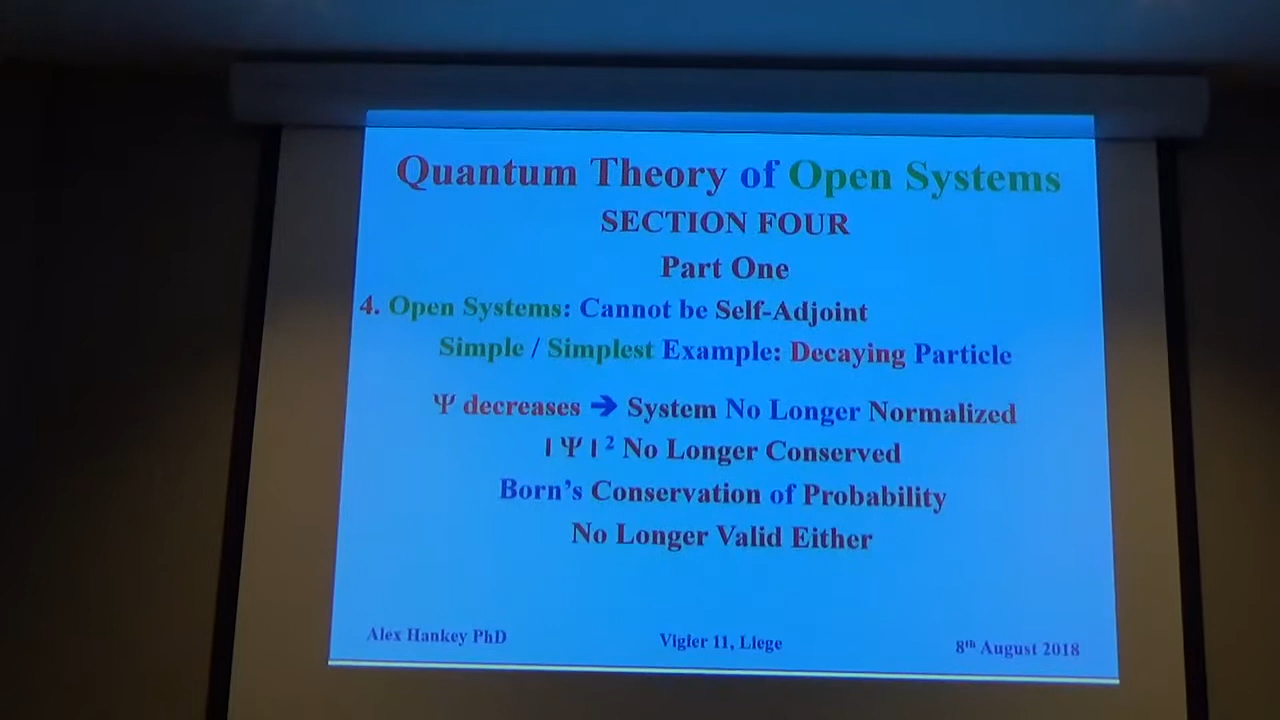 Quantum Theory of Open Systems
SECTION FOUR
Part One
4. Open Systems: Cannot be Self-Adjoint
Simple / Simplest Example: Decaying Particle
Ψ decreases ➔ System No Longer Normalized
| Ψ | ² No Longer Conserved
Born’s Conservation of Probability
No Longer Valid Either
Alex Hankey PhD Vigier 11, Liege 8th August 2018